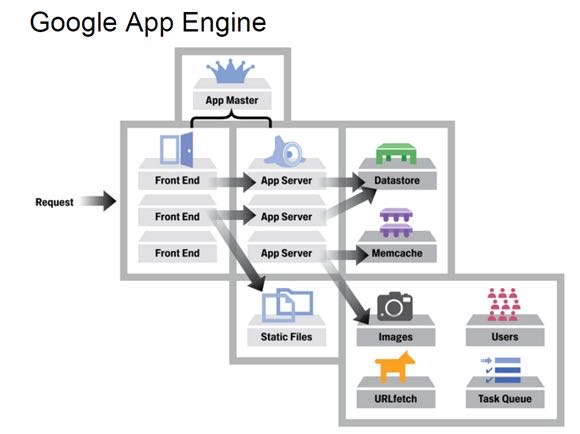 Google App Engine
App Master
Front End
App Server
Datastore
Request
Front End
App Server
Front End
App Server
Memcache
Static Files
Images
Users
URLfetch
Task Queue